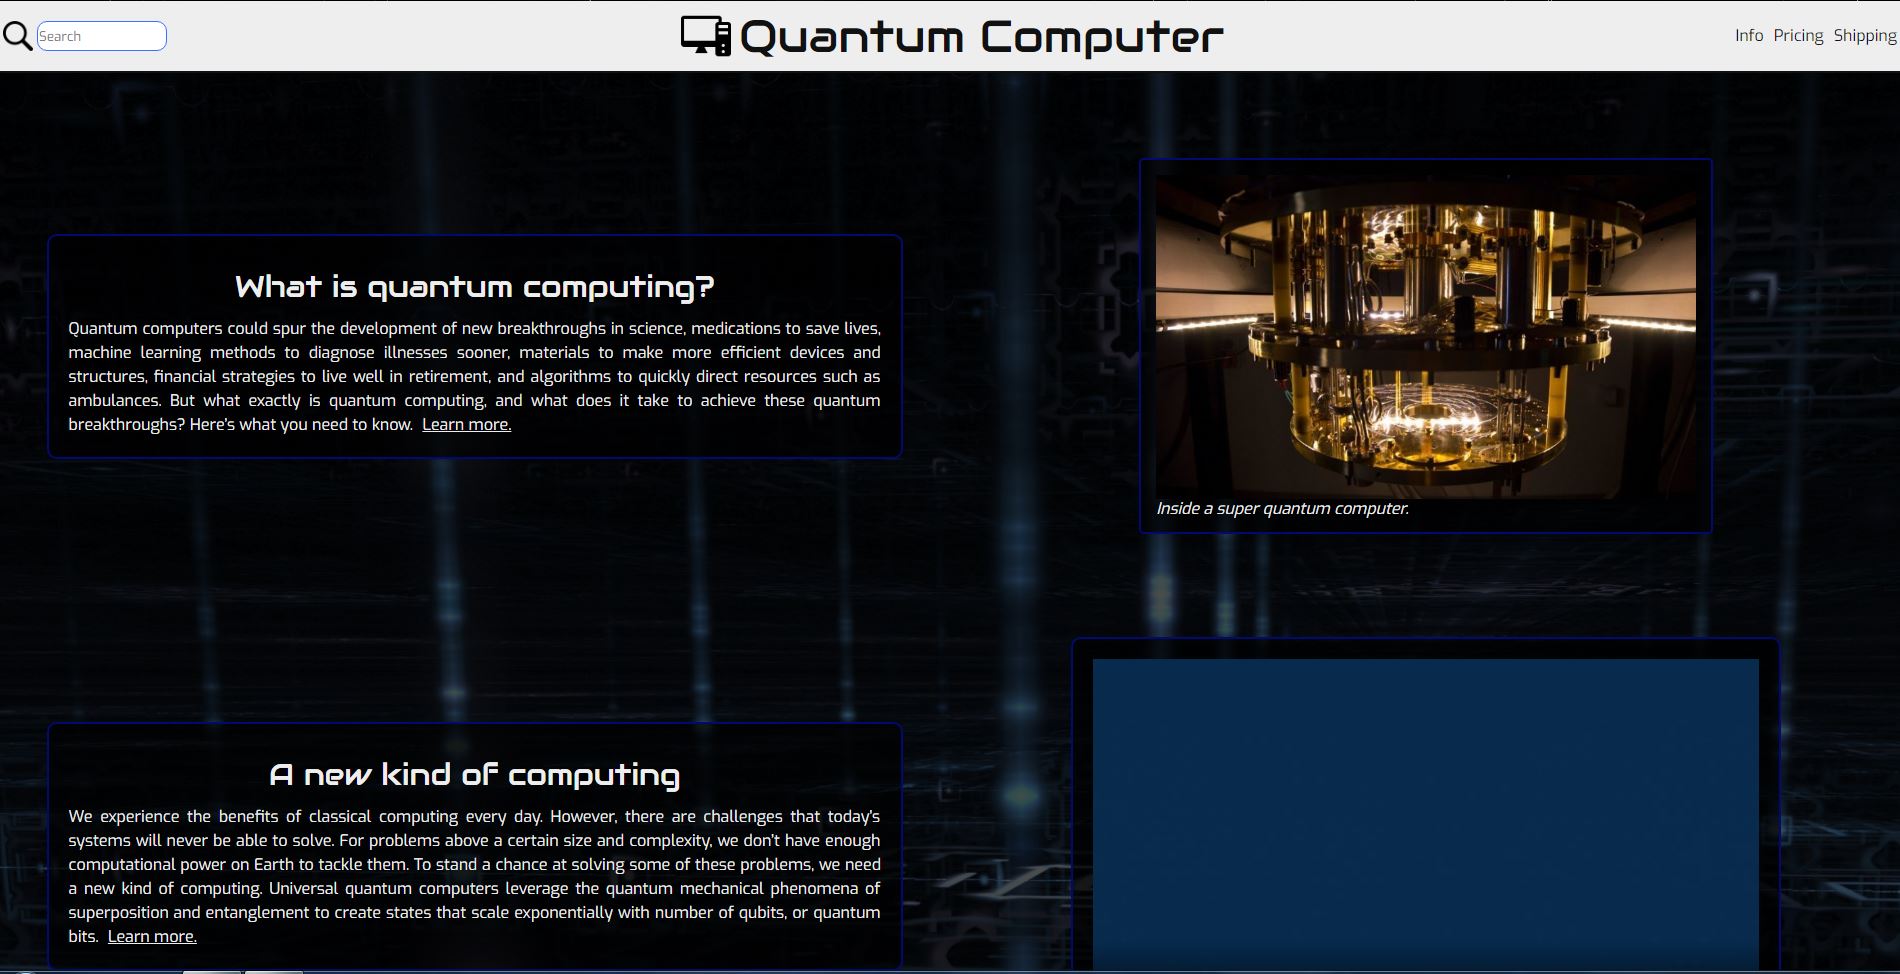 Search
Quantum Computer
Info Pricing Shipping
What is quantum computing?
Quantum computers could spur the development of new breakthroughs in science, medications to save lives,
machine learning methods to diagnose illnesses sooner, materials to make more efficient devices and
structures, financial strategies to live well in retirement, and algorithms to quickly direct resources such as
ambulances. But what exactly is quantum computing, and what does it take to achieve these quantum
breakthroughs? Here's what you need to know. Learn more.
Inside a super quantum computer.
A new kind of computing
We experience the benefits of classical computing every day. However, there are challenges that today's
systems will never be able to solve. For problems above a certain size and complexity, we don't have enough
computational power on Earth to tackle them. To stand a chance at solving some of these problems, we need
a new kind of computing. Universal quantum computers leverage the quantum mechanical phenomena of
superposition and entanglement to create states that scale exponentially with number of qubits, or quantum
bits. Learn more.